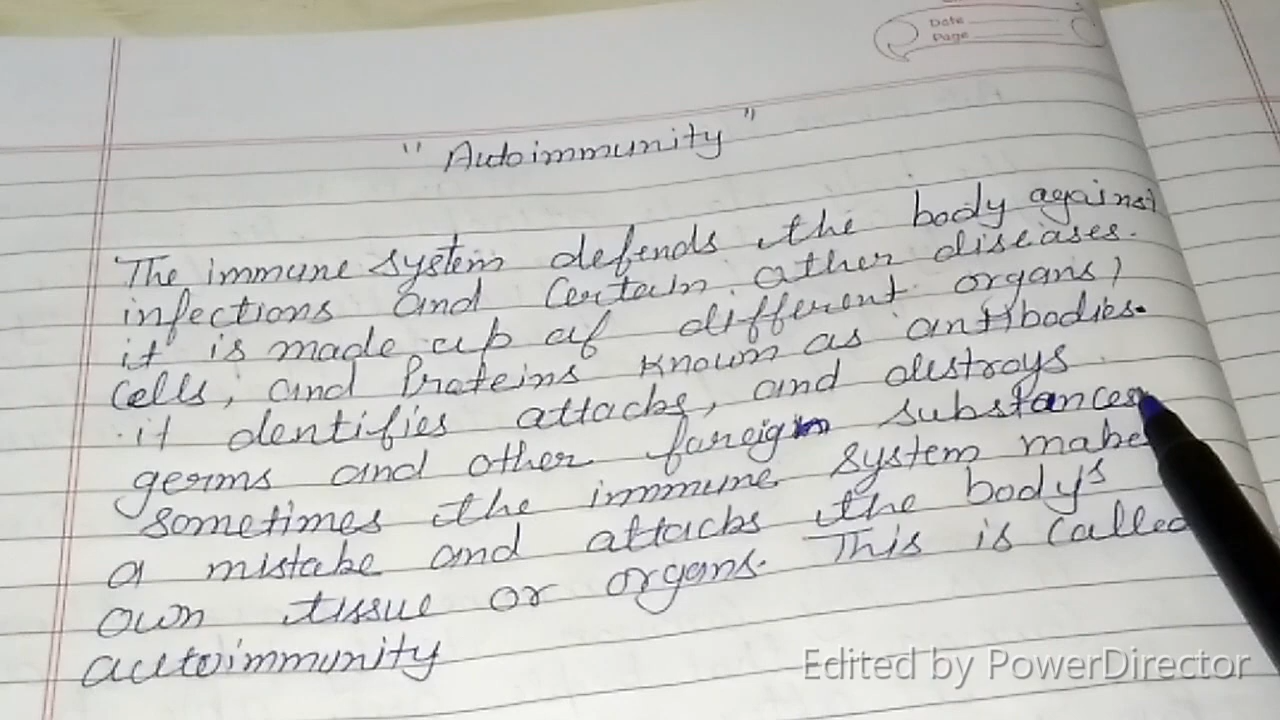 Date
Page
"Autoimmunity"
The immune system defends the body against
infections and certain other diseases.
it is made up of different organs,
cells, and Proteins known as antibodies.
it dentifies attacks, and destroys
germs and other foreign substances
sometimes the immune system make
a mistake and attacks the body's
own tissue or organs. This is called
autoimmunity
Edited by PowerDirector